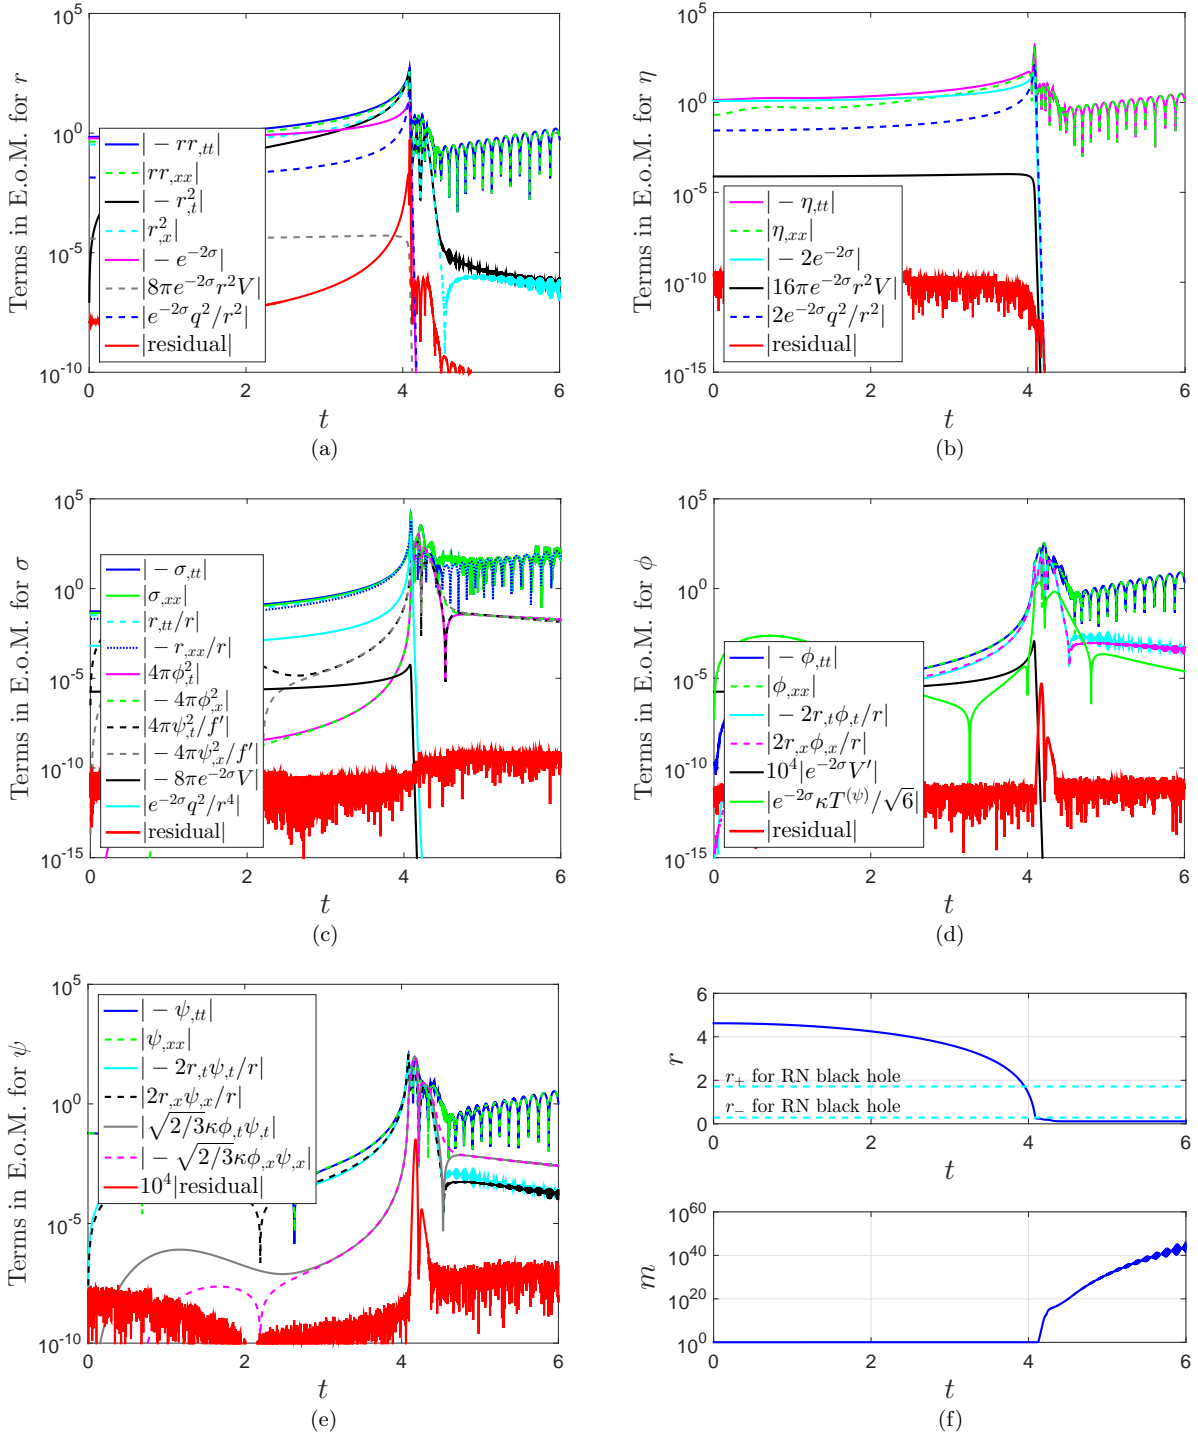 Terms in E.o.M. for r
10^5
10^0
10^-5
10^-10
|−rr,tt|
|rr,xx|
|−r,t^2|
|r,x^2|
|−e^−2σ|
|8πe^−2σ r^2 V|
|e^−2σ q^2/r^2|
|residual|
0 2 4 6
t
(a)
Terms in E.o.M. for η
10^5
10^0
10^-5
10^-10
10^-15
|−η,tt|
|η,xx|
|−2e^−2σ|
|16πe^−2σ r^2 V|
|2e^−2σ q^2/r^2|
|residual|
0 2 4 6
t
(b)
Terms in E.o.M. for σ
10^5
10^0
10^-5
10^-10
10^-15
|−σ,tt|
|σ,xx|
|r,tt/r|
|−r,xx/r|
|4πϕ,t^2|
|−4πϕ,x^2|
|4πψ,t^2/f′|
|−4πψ,x^2/f′|
|−8πe^−2σ V|
|e^−2σ q^2/r^4|
|residual|
0 2 4 6
t
(c)
Terms in E.o.M. for ϕ
10^5
10^0
10^-5
10^-10
10^-15
|−ϕ,tt|
|ϕ,xx|
|−2r,tϕ,t/r|
|2r,xϕ,x/r|
10^4|e^−2σ V′|
|e^−2σ κT^(ψ)/√6|
|residual|
0 2 4 6
t
(d)
Terms in E.o.M. for ψ
10^5
10^0
10^-5
10^-10
|−ψ,tt|
|ψ,xx|
|−2r,tψ,t/r|
|2r,xψ,x/r|
|√2/3κϕ,tψ,t|
|−√2/3κϕ,xψ,x|
10^4|residual|
0 2 4 6
t
(e)
r
6
4
2
0
r+ for RN black hole
r− for RN black hole
0 2 4 6
t
m
10^60
10^40
10^20
10^0
0 2 4 6
t
(f)